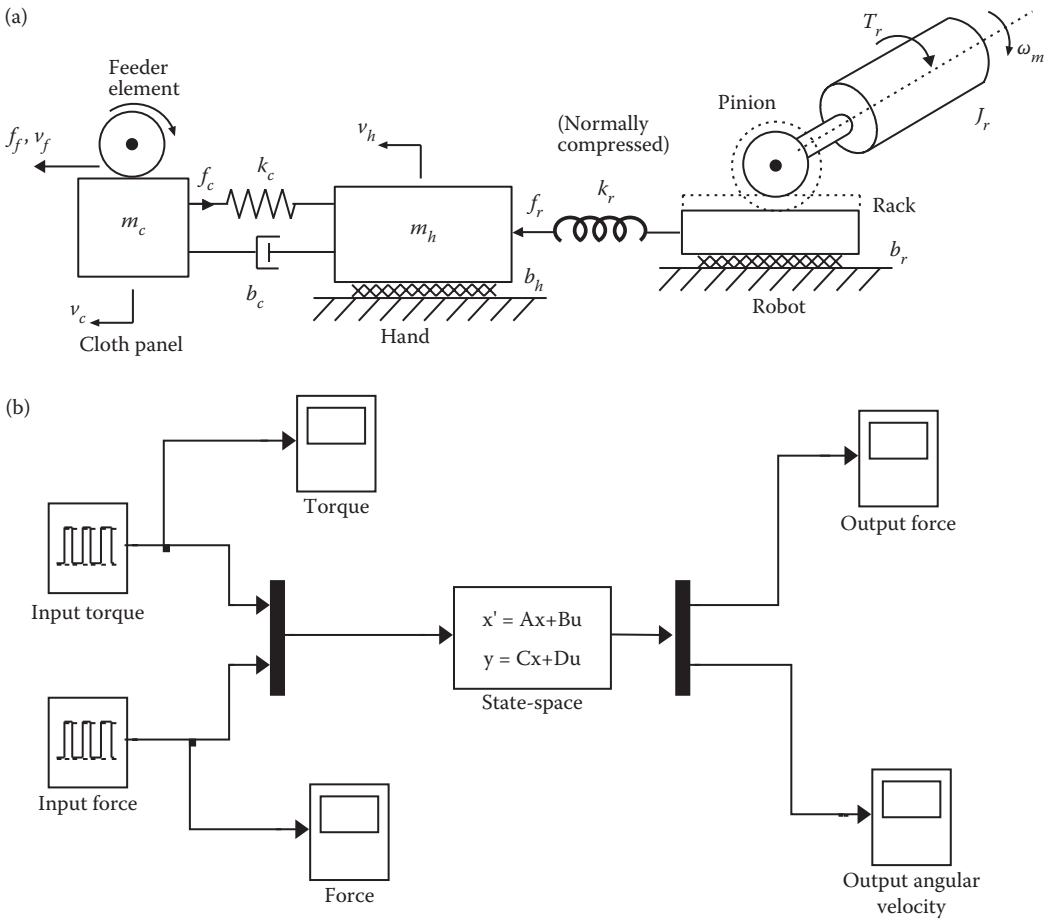 (a)
Feeder
element
f_f, v_f
f_c
k_c
v_h
(Normally
compressed)
f_r
k_r
Pinion
T_r
ω_m
J_r
Rack
m_c
m_h
b_c
b_h
b_r
v_c
Cloth panel
Hand
Robot
(b)
Torque
Output force
Input torque
x' = Ax+Bu
y = Cx+Du
State-space
Input force
Force
Output angular
velocity